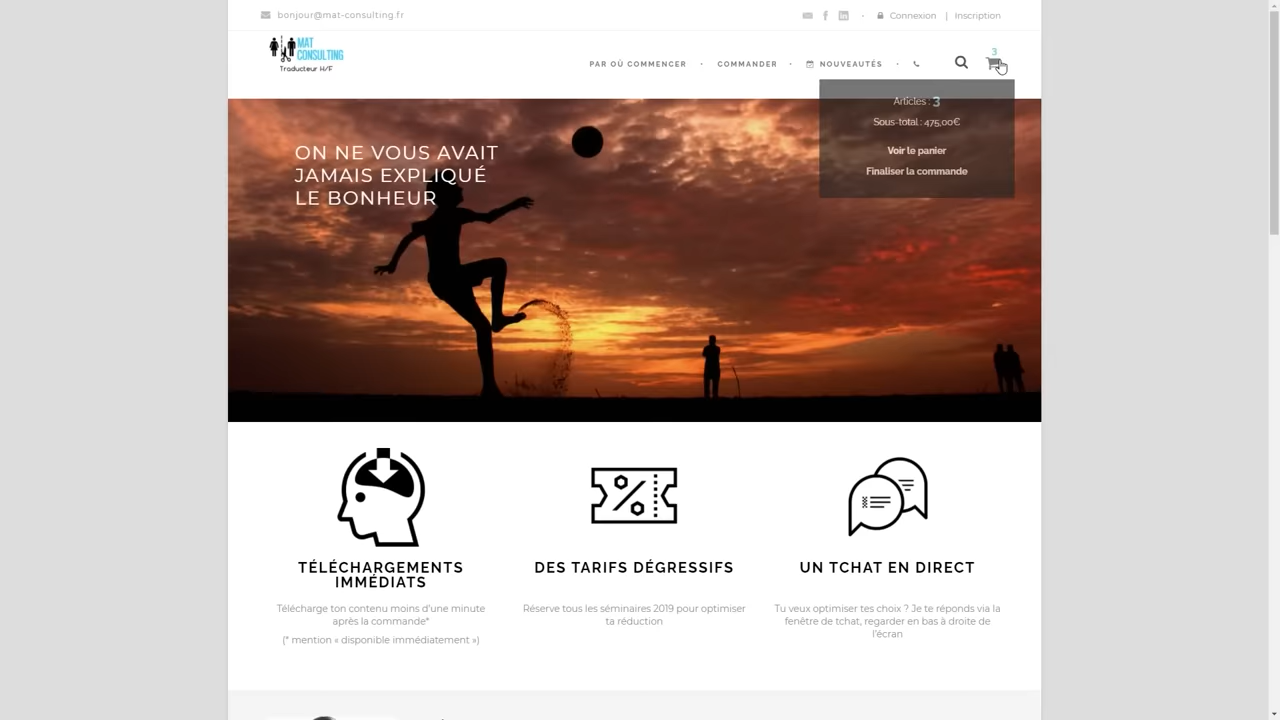 bonjour@mat-consulting.fr
Connexion | Inscription
MAT
CONSULTING
Traducteur H/F
PAR OÙ COMMENCER
COMMANDER
NOUVEAUTÉS
3
Articles : 3
Sous-total : 475,00€
Voir le panier
Finaliser la commande
ON NE VOUS AVAIT
JAMAIS EXPLIQUÉ
LE BONHEUR
TÉLÉCHARGEMENTS
IMMÉDIATS
Télécharge ton contenu moins d'une minute
après la commande*
(* mention « disponible immédiatement »)
DES TARIFS DÉGRESSIFS
Réserve tous les séminaires 2019 pour optimiser
ta réduction
UN TCHAT EN DIRECT
Tu veux optimiser tes choix ? Je te réponds via la
fenêtre de tchat, regarder en bas à droite de
l'écran